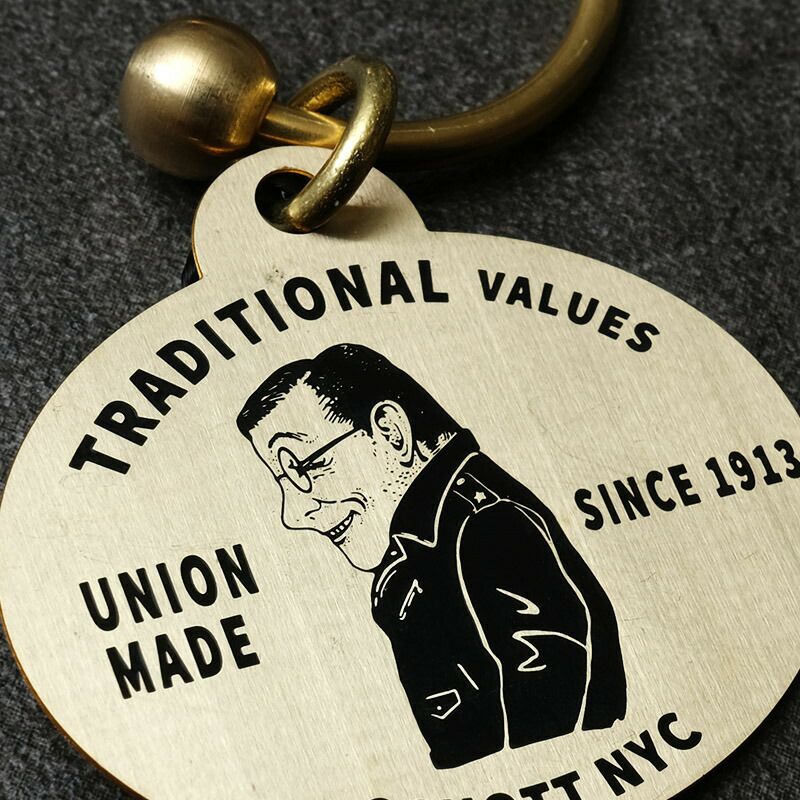 TRADITIONAL VALUES
SINCE 1913
UNION
MADE
NYC